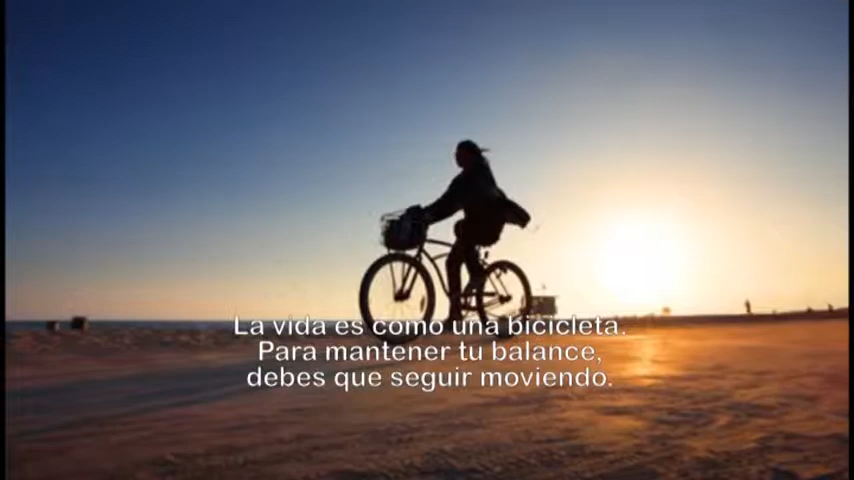 La vida es como una bicicleta.
Para mantener tu balance,
debes que seguir moviendo.